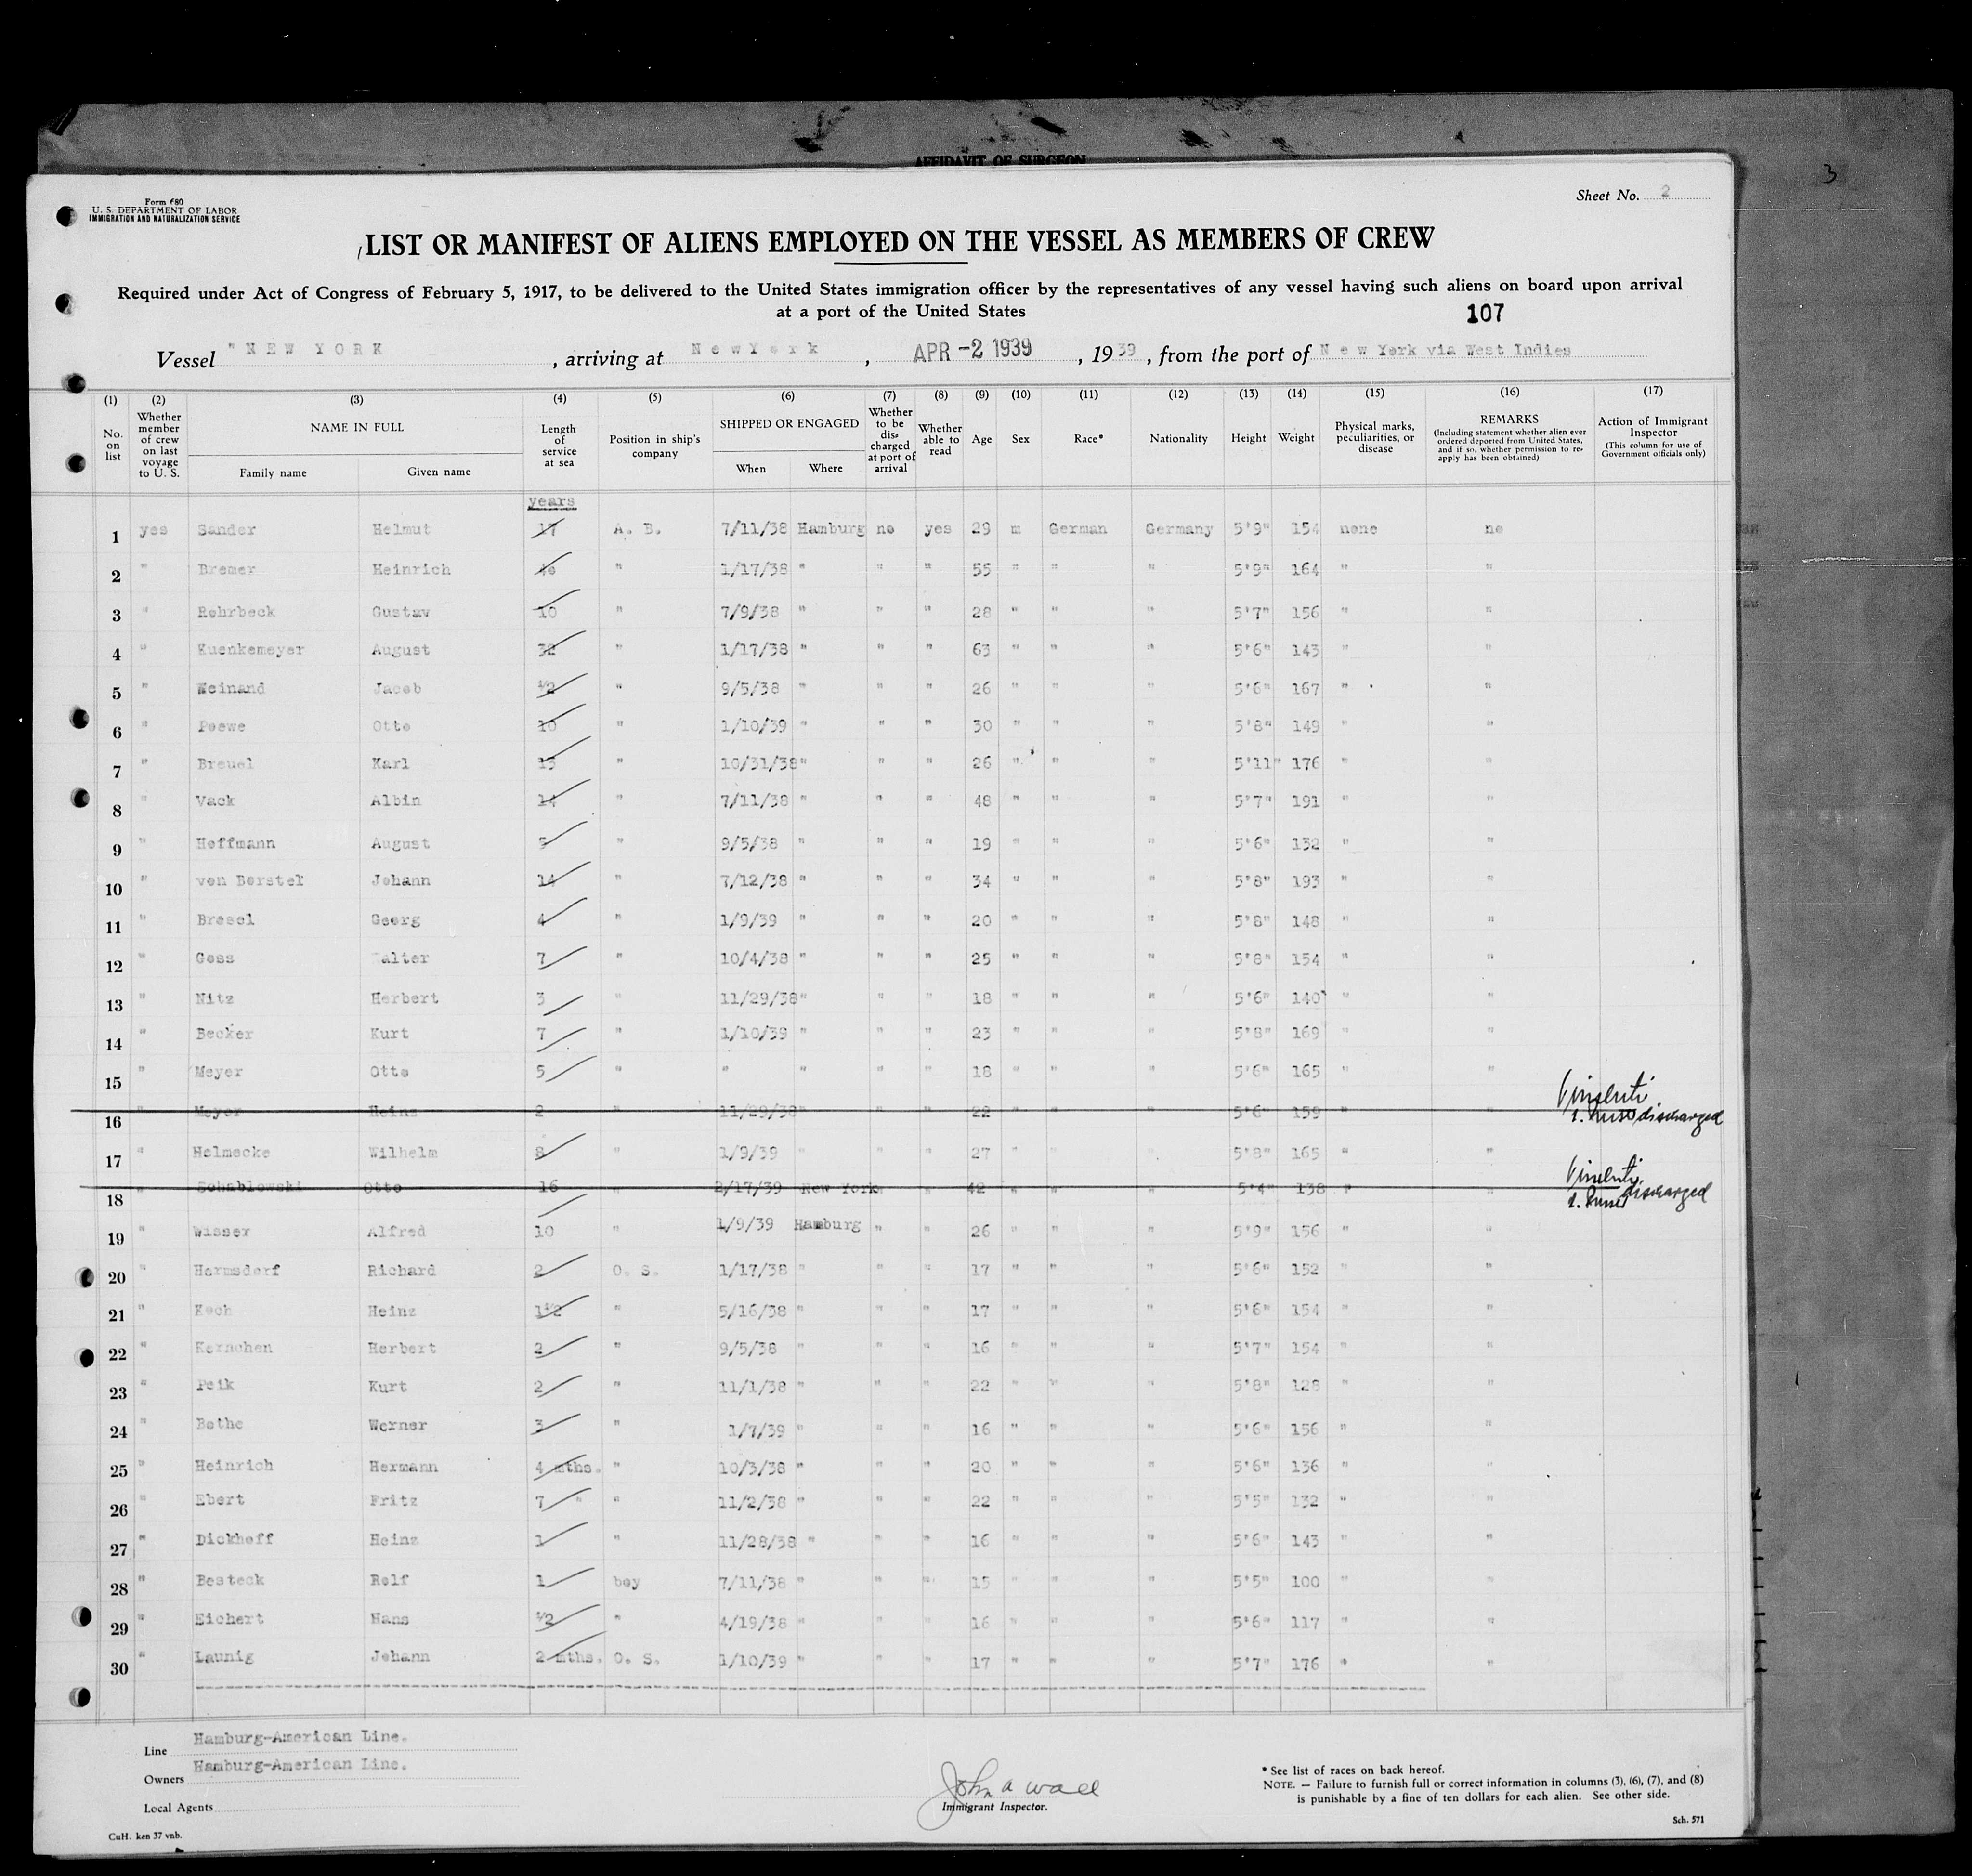 AFFIDAVIT OF SURGEON
3
Form 680
U. S. DEPARTMENT OF LABOR
IMMIGRATION AND NATURALIZATION SERVICE
Sheet No. 2
LIST OR MANIFEST OF ALIENS EMPLOYED ON THE VESSEL AS MEMBERS OF CREW
Required under Act of Congress of February 5, 1917, to be delivered to the United States immigration officer by the representatives of any vessel having such aliens on board upon arrival
at a port of the United States
107
Vessel "NEW YORK , arriving at NewYork , APR -2 1939 , 1939 , from the port of New York via West Indies
(1) (2) (3) (4) (5) (6) (7) (8) (9) (10) (11) (12) (13) (14) (15) (16) (17)
No. on list Whether member of crew on last voyage to U. S. NAME IN FULL Family name Given name Length of service at sea Position in ship's company SHIPPED OR ENGAGED When Where Whether to be discharged at port of arrival Whether able to read Age Sex Race* Nationality Height Weight Physical marks, peculiarities, or disease REMARKS (Including statement whether alien ever ordered deported from United States, and if so, whether permission to reapply has been obtained) Action of Immigrant Inspector (This column for use of Government officials only)
years
1 yes Sander Helmut 17 A. B. 7/11/38 Hamburg no yes 29 m German Germany 5'9" 154 none no
2 " Bremer Heinrich " 1/17/38 " " " 55 " " " 5'9" 164 " "
3 " Rohrbeck Gustav 10 " 7/9/38 " " " 28 " " " 5'7" 156 " "
4 " Kuenkemeyer August 32 " 1/17/38 " " " 63 " " " 5'6" 143 " "
5 " Weinand Jacob 1/2 " 9/5/38 " " " 26 " " " 5'6" 167 " "
6 " Poewe Otto 10 " 1/10/39 " " " 30 " " " 5'8" 149 " "
7 " Breuel Karl 13 " 10/31/38 " " " 26 " " " 5'11" 176 " "
8 " Vack Albin 14 " 7/11/38 " " " 48 " " " 5'7" 191 " "
9 " Hoffmann August 5 " 9/5/38 " " " 19 " " " 5'6" 132 " "
10 " von Borstel Johann 14 " 7/12/38 " " " 34 " " " 5'8" 193 " "
11 " Bresel Georg 4 " 1/9/39 " " " 20 " " " 5'8" 148 " "
12 " Goss alter 7 " 10/4/38 " " " 25 " " " 5'8" 154 " "
13 " Nitz Herbert 3 " 11/29/38 " " " 18 " " " 5'6" 140 " "
14 " Becker Kurt 7 " 1/10/39 " " " 23 " " " 5'8" 169 " "
15 " Meyer Otto 5 " " " " " 18 " " " 5'6" 165 " "
16 " Meyer Heinz 2 " 11/29/38 " " " 22 " " " 5'6" 159 " " discharged
17 " Helmecke Wilhelm 8 " 1/9/39 " " " 27 " " " 5'8" 165 " "
18 " Schablowski Otto 16 " 2/17/39 New York " " 42 " " " 5'4" 138 " " discharged
19 " Wisser Alfred 10 " 1/9/39 Hamburg " " 26 " " " 5'9" 156 " "
20 " Harmsdorf Richard 2 O. S. 1/17/38 " " " 17 " " " 5'6" 152 " "
21 " Koch Heinz 1 1/2 " 5/16/38 " " " 17 " " " 5'6" 154 " "
22 " Kernchen Herbert 2 " 9/5/38 " " " 16 " " " 5'7" 154 " "
23 " Peik Kurt 2 " 11/1/38 " " " 22 " " " 5'8" 128 " "
24 " Bothe Werner 3 " 1/7/39 " " " 16 " " " 5'6" 156 " "
25 " Heinrich Hermann 4 mths. " 10/3/38 " " " 20 " " " 5'6" 136 " "
26 " Ebert Fritz 7 " " 11/2/38 " " " 22 " " " 5'5" 132 " "
27 " Dickhoff Heinz 1 " 11/28/38 " " " 16 " " " 5'6" 143 " "
28 " Besteck Rolf 1 boy 7/11/38 " " " 15 " " " 5'5" 100 " "
29 " Eichert Hans 1/2 " 4/19/38 " " " 16 " " " 5'6" 117 " "
30 " Launig Johann 2 mths. O. S. 1/10/39 " " " 17 " " " 5'7" 176 " "
Line Hamburg-American Line.
Owners Hamburg-American Line.
Local Agents
CuH. ken 37 vnb.
John A Wall
Immigrant Inspector.
* See list of races on back hereof.
NOTE. — Failure to furnish full or correct information in columns (3), (6), (7), and (8)
is punishable by a fine of ten dollars for each alien. See other side.
Sch. 571